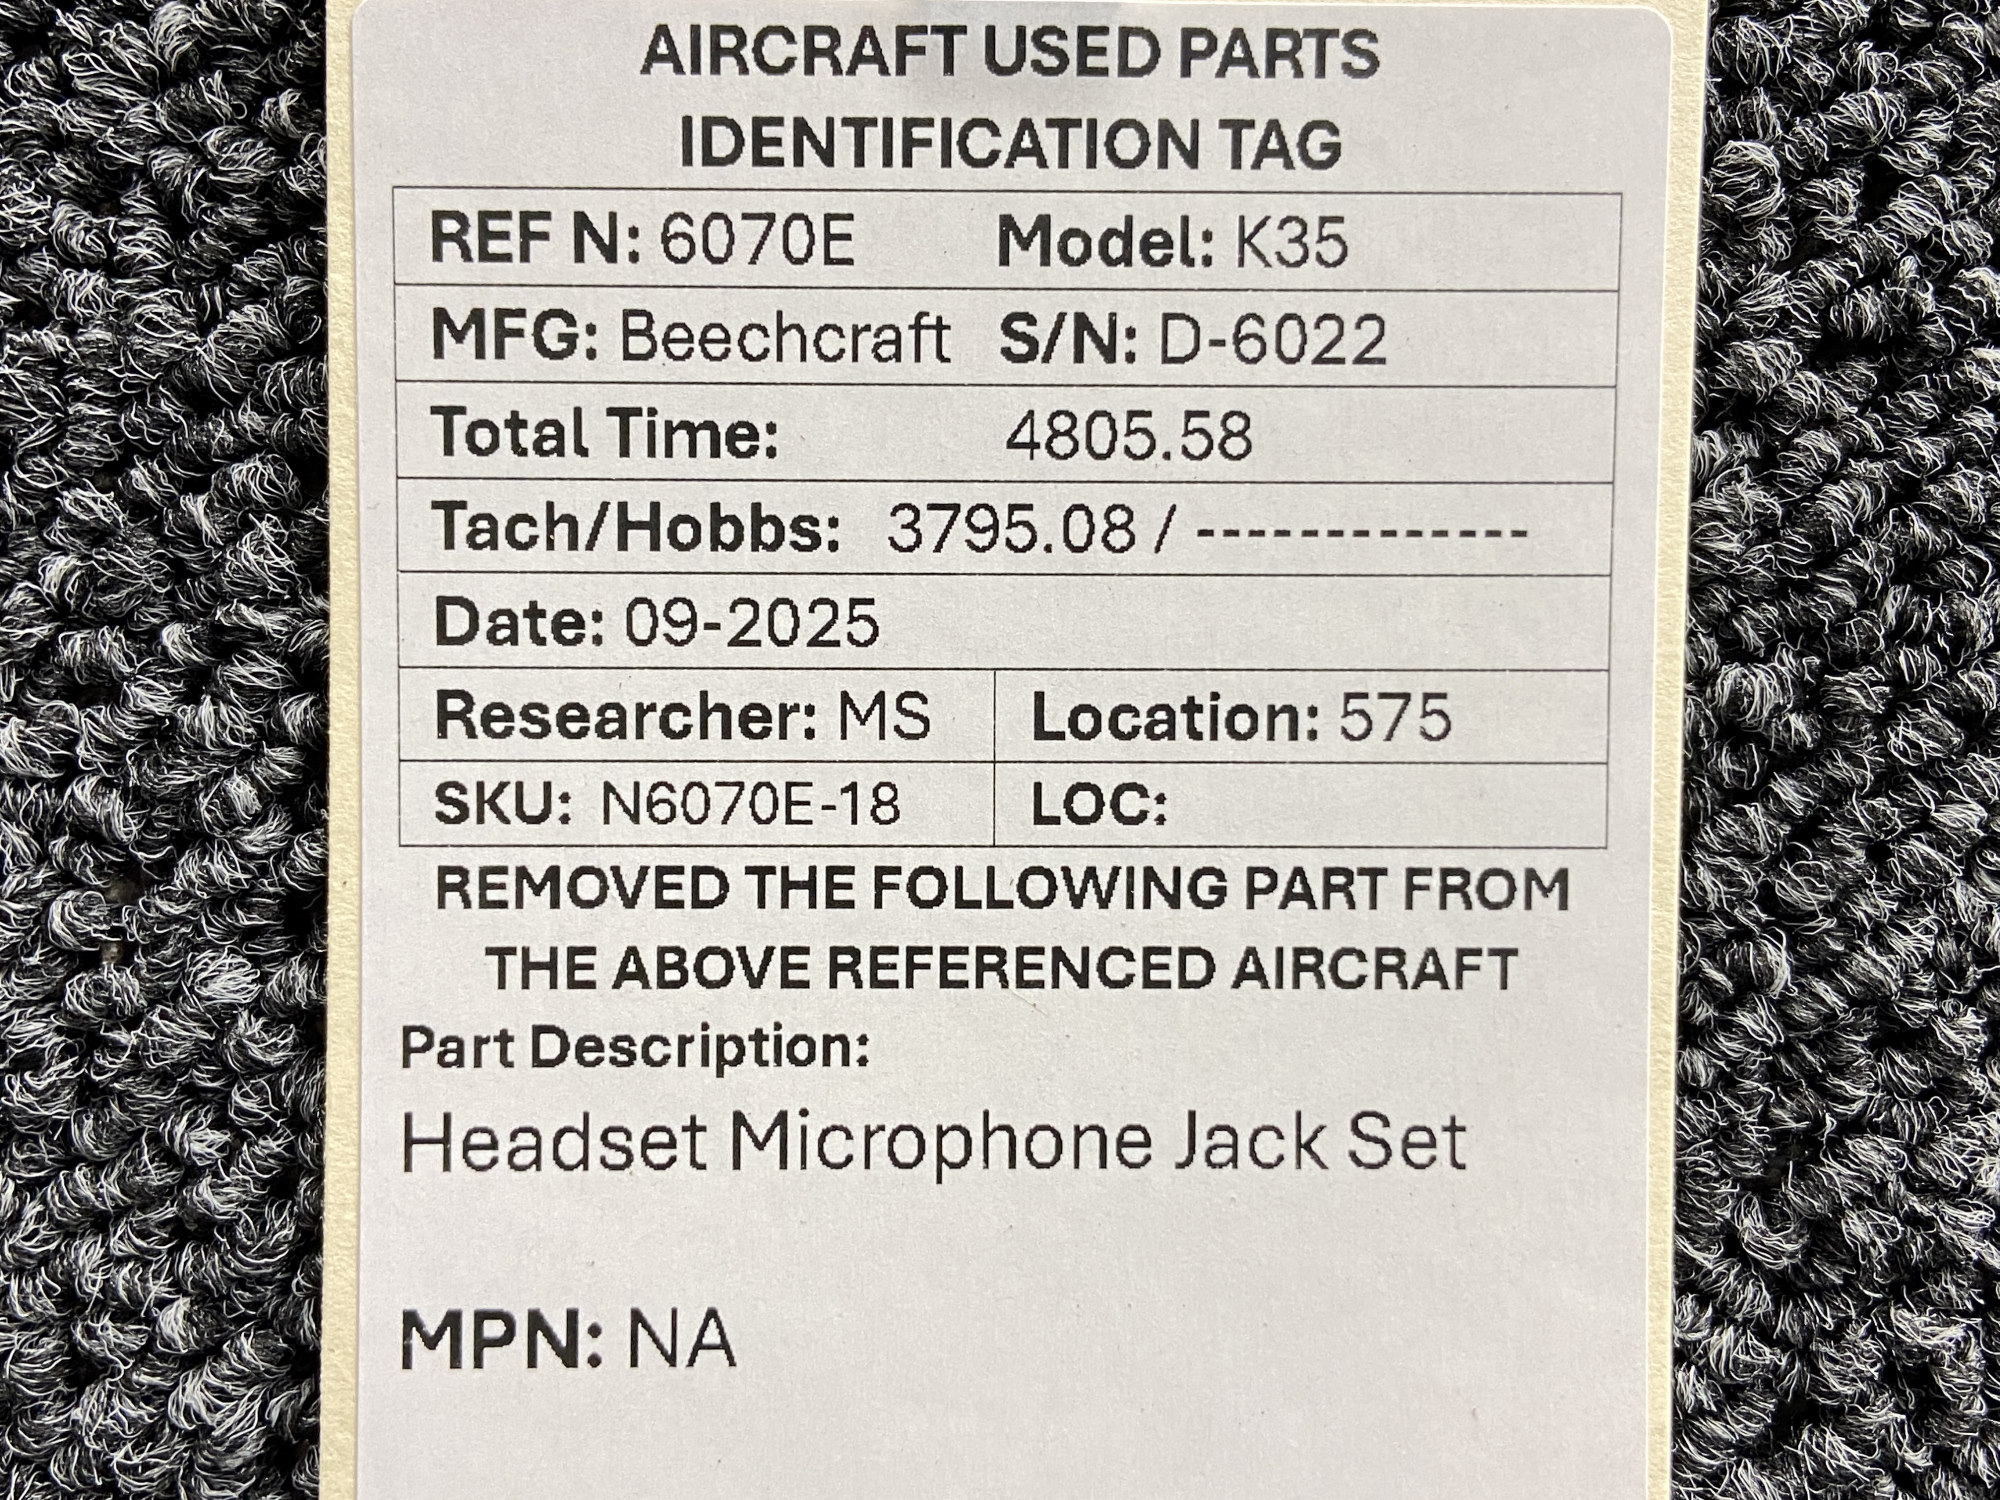 AIRCRAFT USED PARTS
IDENTIFICATION TAG
REF N: 6070E Model: K35
MFG: Beechcraft S/N: D-6022
Total Time: 4805.58
Tach/Hobbs: 3795.08 / -------------
Date: 09-2025
Researcher: MS Location: 575
SKU: N6070E-18 LOC:
REMOVED THE FOLLOWING PART FROM
THE ABOVE REFERENCED AIRCRAFT
Part Description:
Headset Microphone Jack Set
MPN: NA